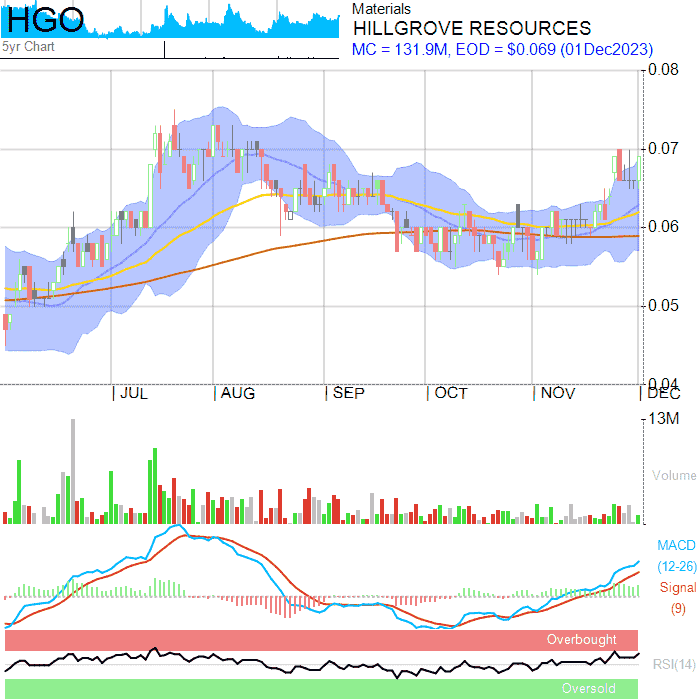 HGO
5yr Chart
Materials
HILLGROVE RESOURCES
MC = 131.9M, EOD = $0.069 (01Dec2023)
0.08
0.07
0.06
0.05
0.04
JUL
AUG
SEP
OCT
NOV
DEC
13M
Volume
MACD
(12-26)
Signal
(9)
Overbought
RSI(14)
Oversold